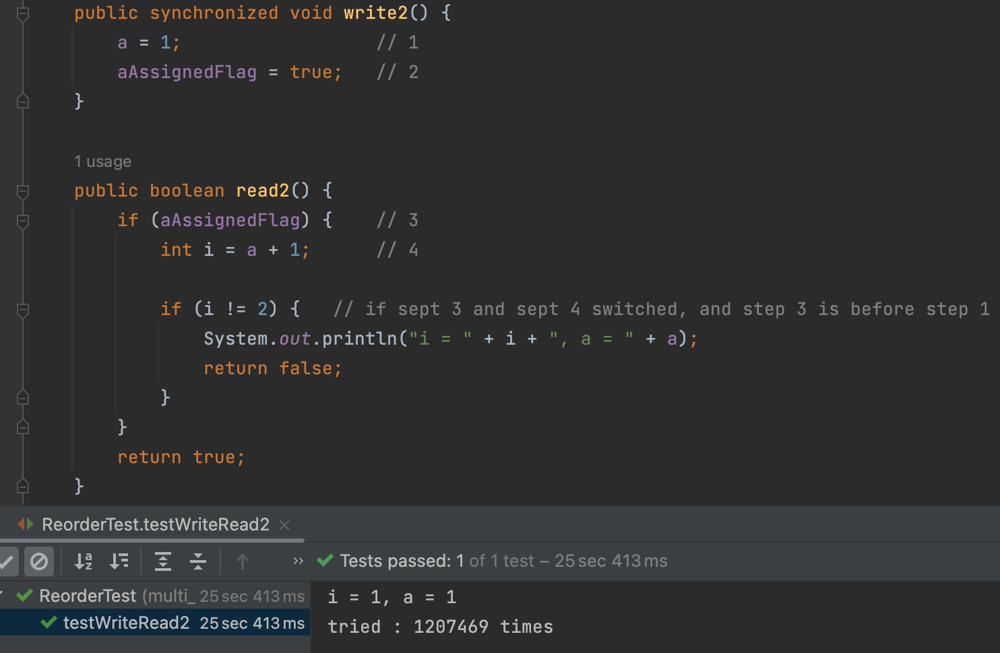 public synchronized void write2() {
a = 1; // 1
aAssignedFlag = true; // 2
}
1 usage
public boolean read2() {
if (aAssignedFlag) { // 3
int i = a + 1; // 4
if (i != 2) { // if sept 3 and sept 4 switched, and step 3 is before step 1
System.out.println("i = " + i + ", a = " + a);
return false;
}
}
return true;
}
ReorderTest.testWriteRead2
Tests passed: 1 of 1 test – 25 sec 413 ms
ReorderTest (multi_ 25 sec 413 ms
testWriteRead2 25 sec 413 ms
i = 1, a = 1
tried : 1207469 times